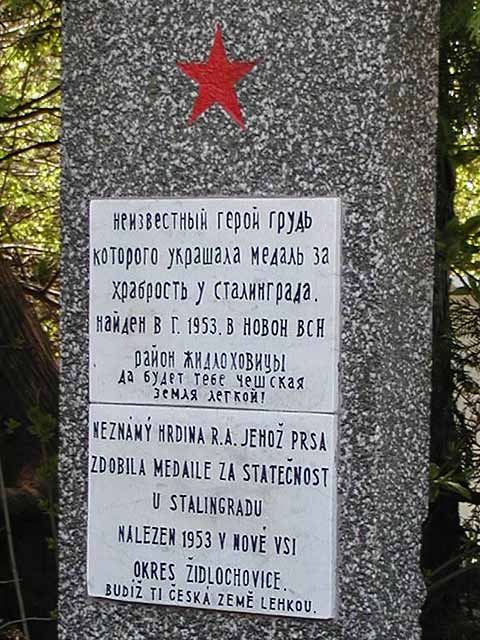 неизвестный герой грудь
которого украшала медаль за
храбрость у сталинграда.
найден в г. 1953. в новой всн
район жидлоховицы
да будет тебе чешская
земля легкой!
NEZNÁMÝ HRDINA R.A. JEHOŽ PRSA
ZDOBILA MEDAILE ZA STATEČNOST
U STALINGRADU
NALEZEN 1953 V NOVÉ VSI
OKRES ŽIDLOCHOVICE.
BUDIŽ TI ČESKÁ ZEMĚ LEHKOU.